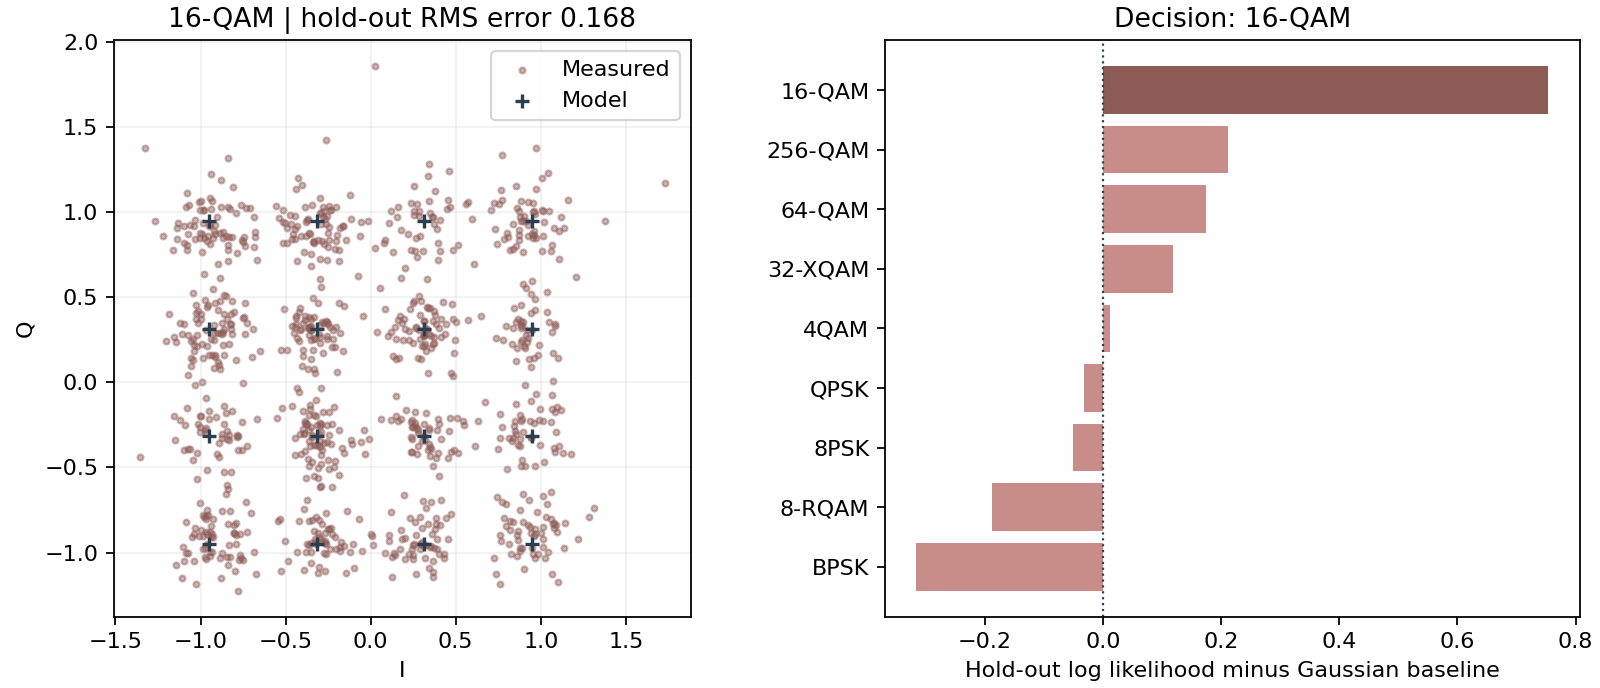 16-QAM | hold-out RMS error 0.168
2.0
1.5
1.0
0.5
0.0
−0.5
−1.0
Q
Measured
Model
−1.5
−1.0
−0.5
0.0
0.5
1.0
1.5
I
Decision: 16-QAM
16-QAM
256-QAM
64-QAM
32-XQAM
4QAM
QPSK
8PSK
8-RQAM
BPSK
−0.2
0.0
0.2
0.4
0.6
0.8
Hold-out log likelihood minus Gaussian baseline